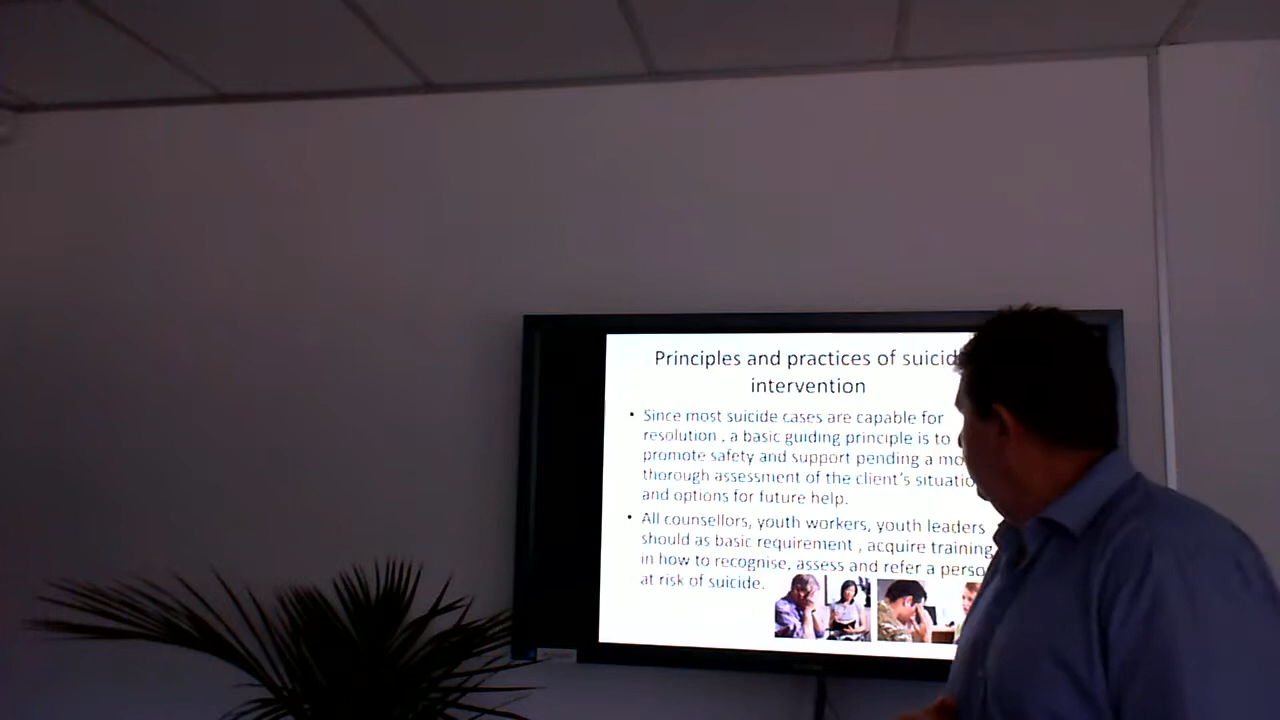 Principles and practices of suicid
intervention
• Since most suicide cases are capable for
resolution , a basic guiding principle is to
promote safety and support pending a mo
thorough assessment of the client's situatio
and options for future help.
• All counsellors, youth workers, youth leaders
should as basic requirement , acquire training
in how to recognise, assess and refer a perso
at risk of suicide.